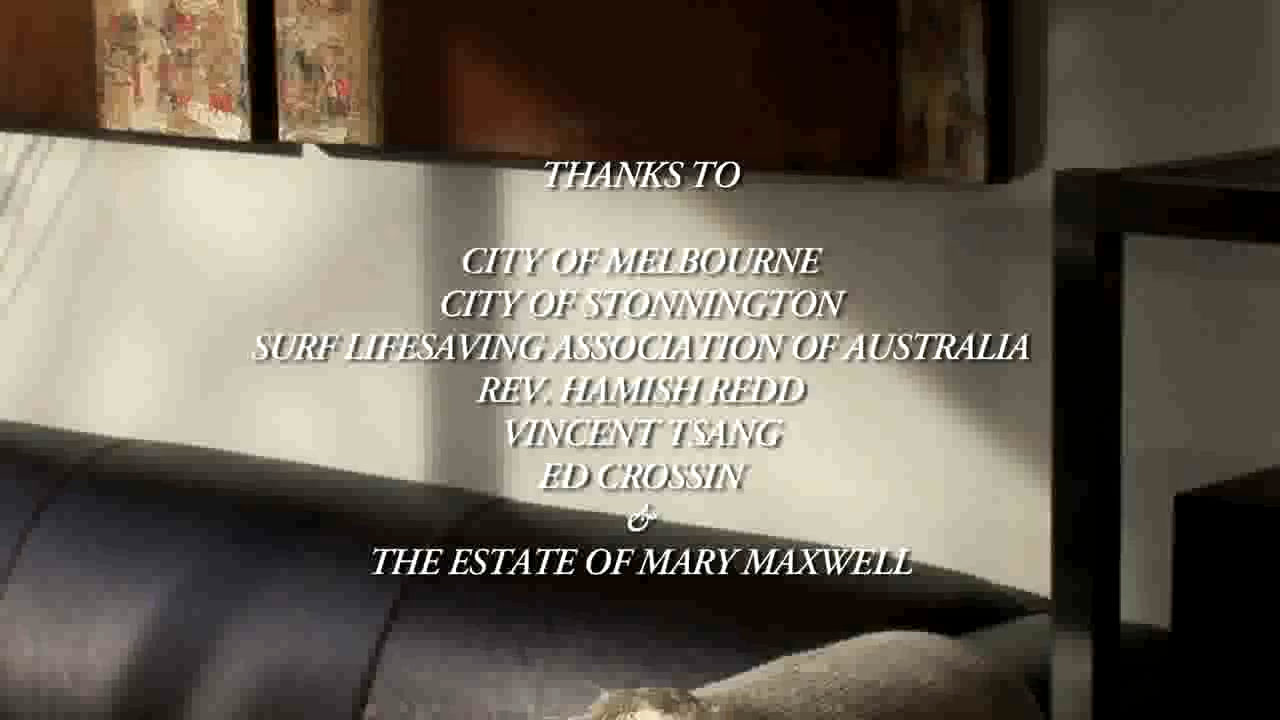 THANKS TO
CITY OF MELBOURNE
CITY OF STONNINGTON
SURF LIFESAVING ASSOCIATION OF AUSTRALIA
REV. HAMISH REDD
VINCENT TSANG
ED CROSSIN
&
THE ESTATE OF MARY MAXWELL